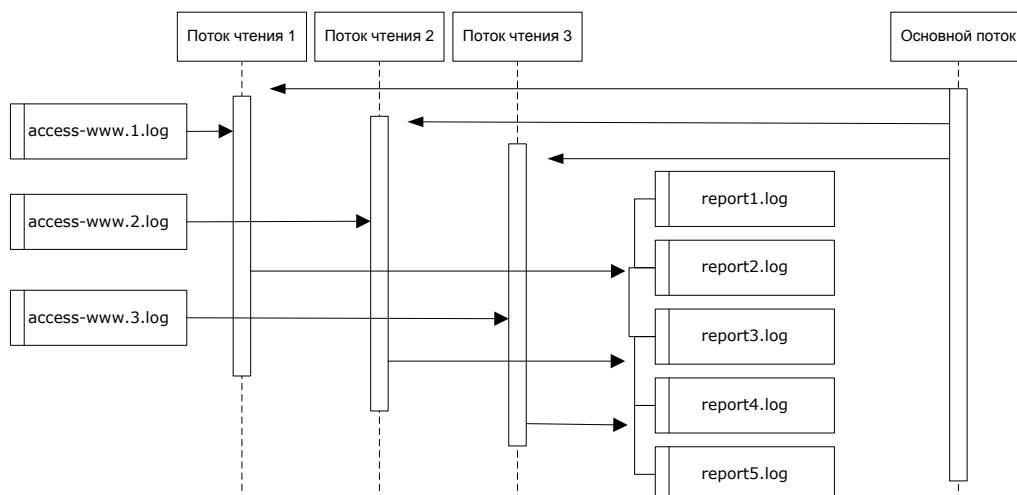 Поток чтения 1
Поток чтения 2
Поток чтения 3
Основной поток
access-www.1.log
access-www.2.log
access-www.3.log
report1.log
report2.log
report3.log
report4.log
report5.log